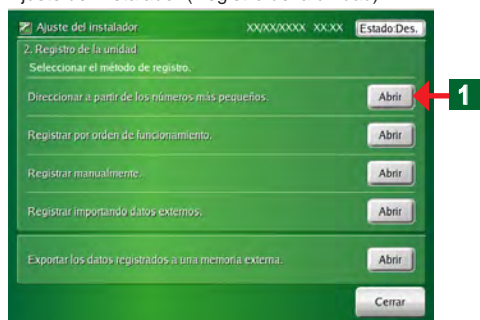 Ajuste del instalador
XX/XX/XXXX XX:XX
Estado:Des.
2. Registro de la unidad
Seleccionar el método de registro.
Direccionar a partir de los números más pequeños.
Abrir
1
Registrar por orden de funcionamiento.
Abrir
Registrar manualmente.
Abrir
Registrar importando datos externos.
Abrir
Exportar los datos registrados a una memoria externa.
Abrir
Cerrar